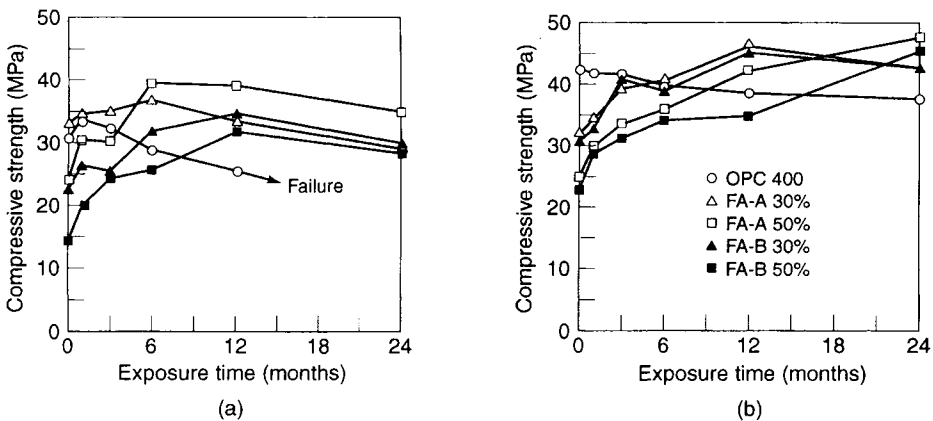 50
40
30
20
10
0
Compressive strength (MPa)
Failure
0 6 12 18 24
Exposure time (months)
(a)
50
40
30
20
10
0
Compressive strength (MPa)
OPC 400
FA-A 30%
FA-A 50%
FA-B 30%
FA-B 50%
0 6 12 18 24
Exposure time (months)
(b)